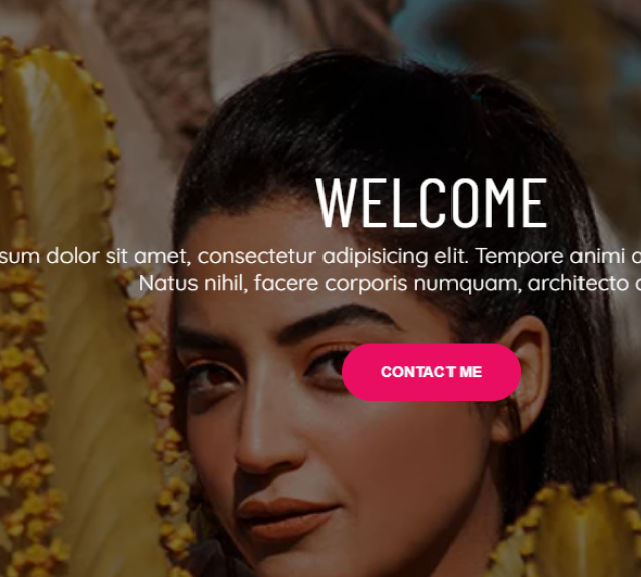 WELCOME
sum dolor sit amet, consectetur adipisicing elit. Tempore animi
Natus nihil, facere corporis numquam, architecto
CONTACT ME